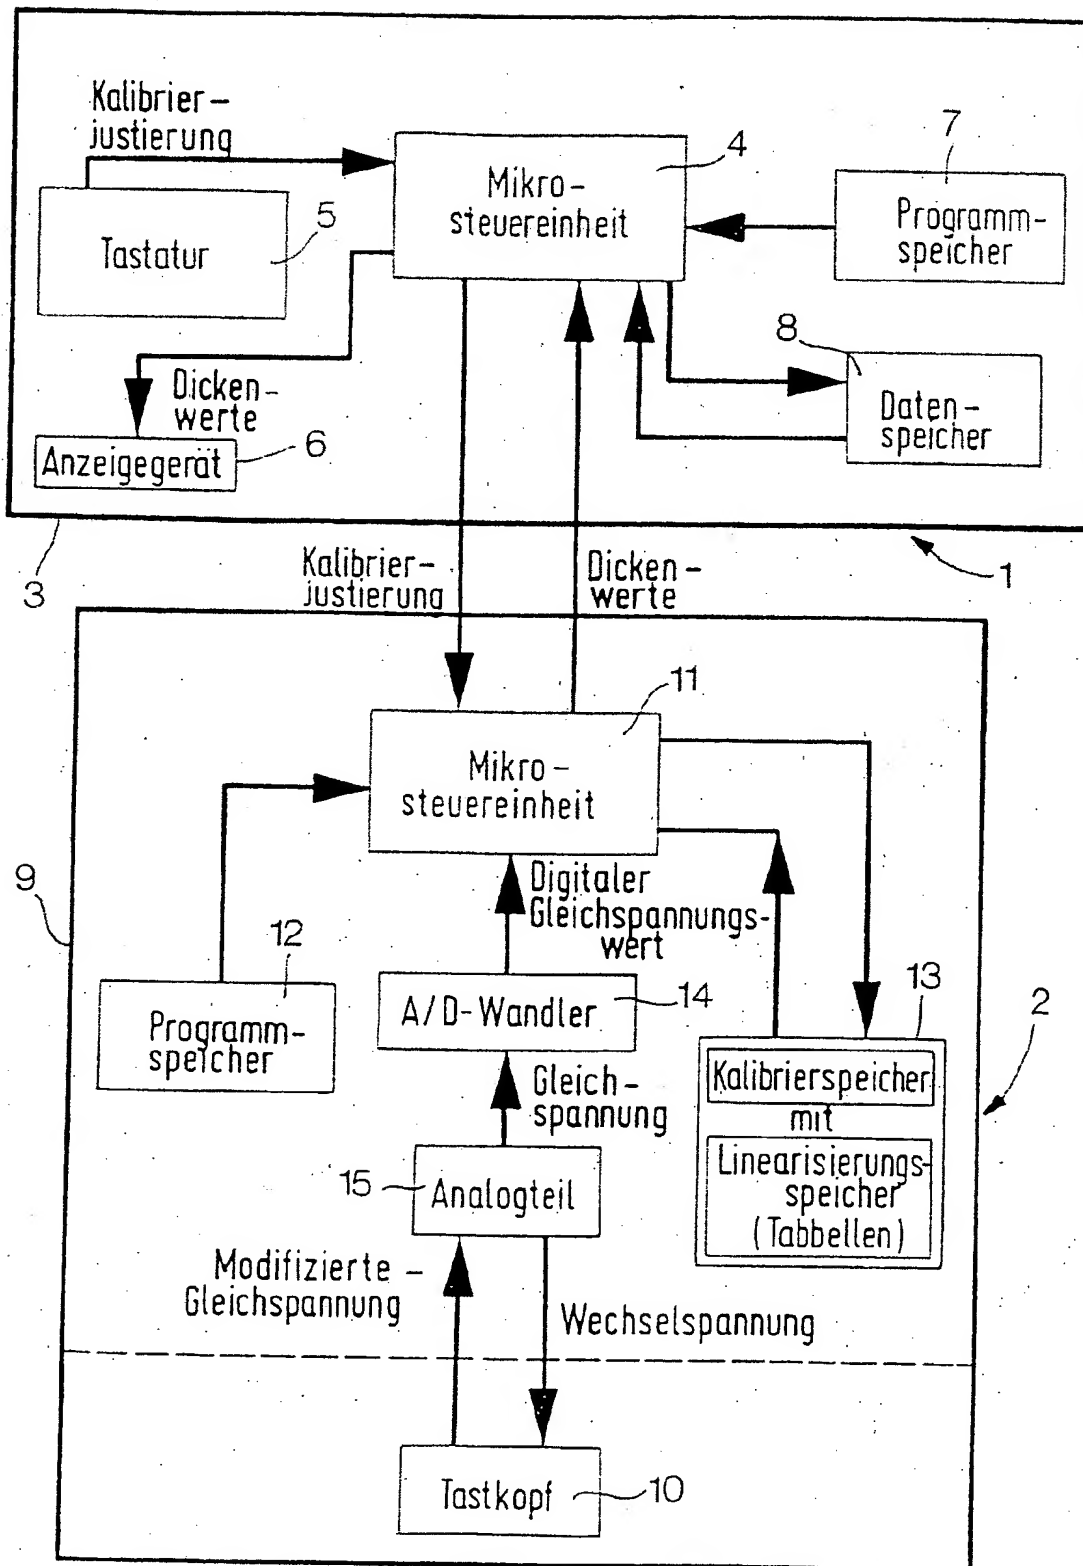 Kalibrier-
justierung
4
7
Mikro-
steuereinheit
Programm-
speicher
5
Tastatur
8
Dicken-
werte
Daten-
speicher
6
Anzeigegerät
3
1
Kalibrier-
justierung
Dicken-
werte
11
Mikro-
steuereinheit
9
Digitaler
Gleichspannungs-
wert
12
13
14
A/D-Wandler
2
Programm-
speicher
Kalibrierspeicher
mit
Gleich-
spannung
Linearisierungs-
speicher
(Tabbellen)
15
Analogteil
Modifizierte-
Gleichspannung
Wechselspannung
Tastkopf
10